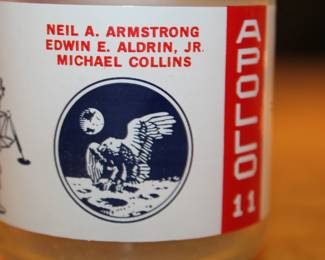 NEIL A. ARMSTRONG
EDWIN E. ALDRIN, JR.
MICHAEL COLLINS
APOLLO 11